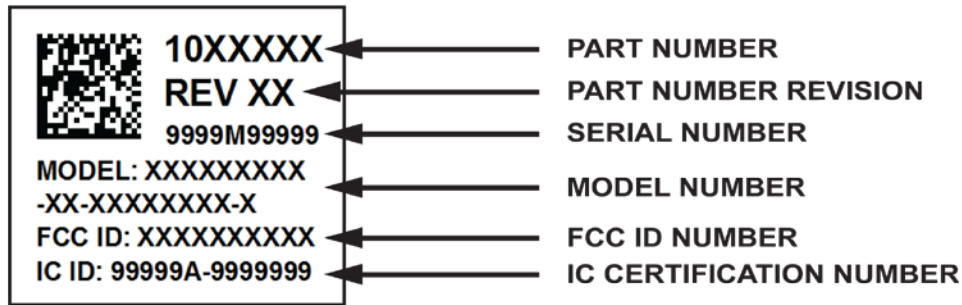 10XXXXX PART NUMBER
REV XX PART NUMBER REVISION
9999M99999 SERIAL NUMBER
MODEL: XXXXXXXXX
-XX-XXXXXXXX-X MODEL NUMBER
FCC ID: XXXXXXXXXX FCC ID NUMBER
IC ID: 99999A-9999999 IC CERTIFICATION NUMBER